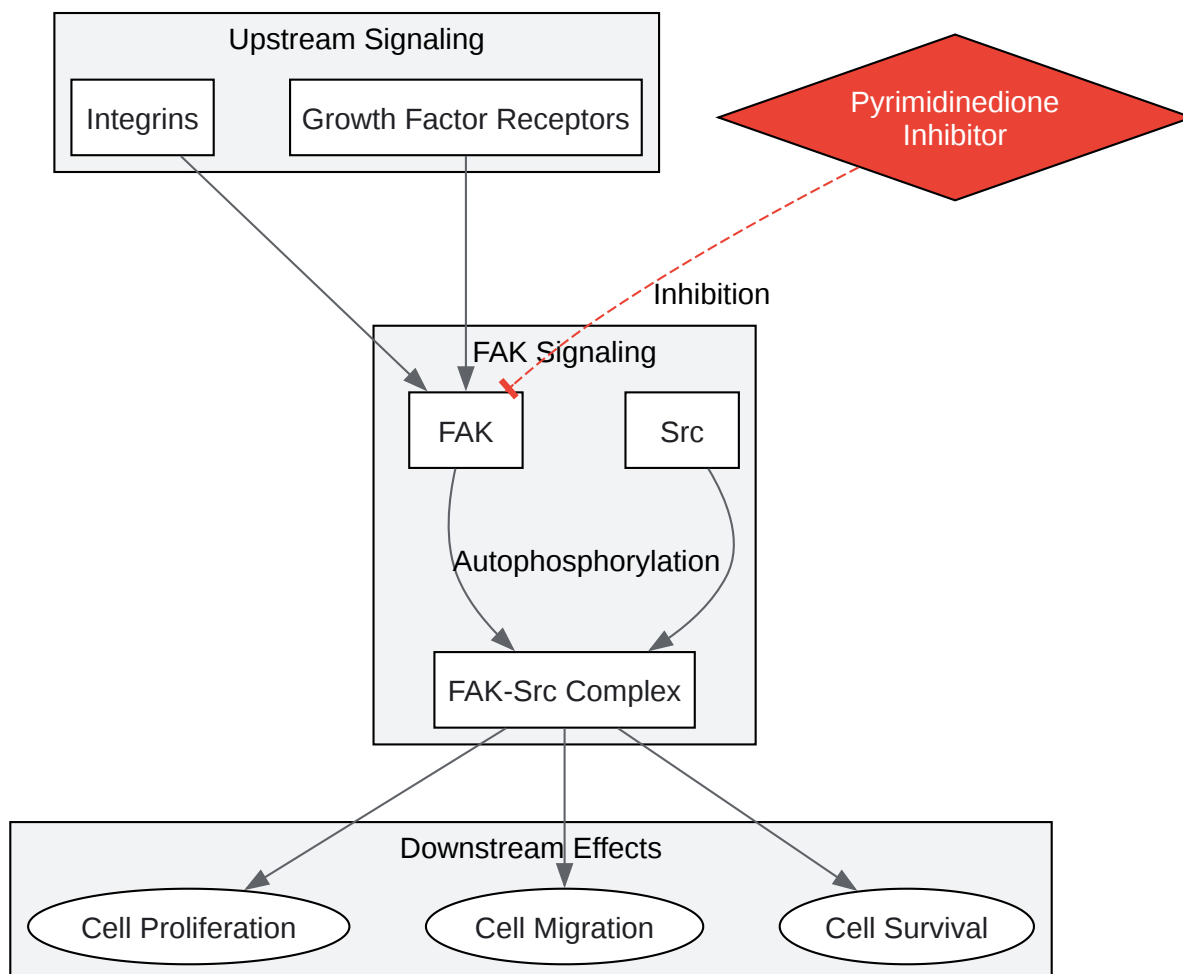 Upstream Signaling
Integrins
Growth Factor Receptors
Pyrimidinedione
Inhibitor
Inhibition
FAK Signaling
FAK
Src
Autophosphorylation
FAK-Src Complex
Downstream Effects
Cell Proliferation
Cell Migration
Cell Survival